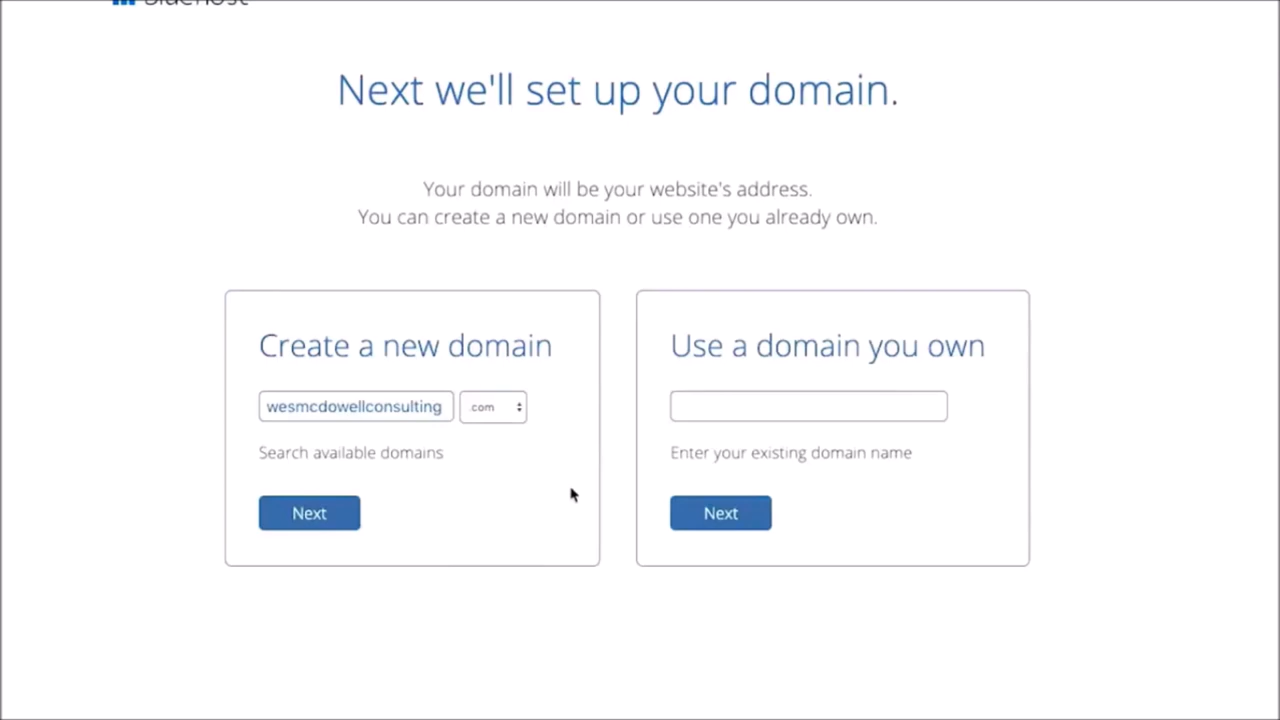 Next we'll set up your domain.
Your domain will be your website's address.
You can create a new domain or use one you already own.
Create a new domain
wesmcdowellconsulting .com
Search available domains
Next
Use a domain you own
Enter your existing domain name
Next